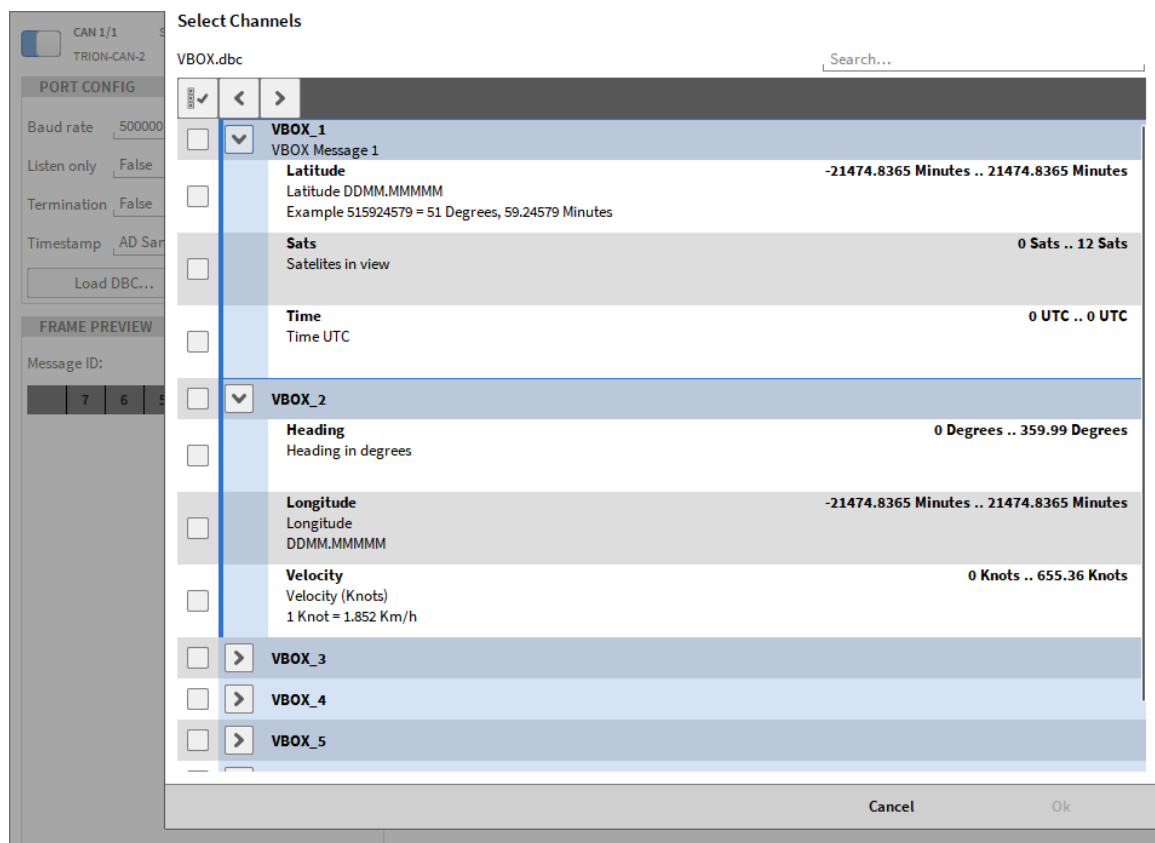 CAN 1/1
TRION-CAN-2
PORT CONFIG
Baud rate 500000
Listen only False
Termination False
Timestamp AD Sar
Load DBC...
FRAME PREVIEW
Message ID:
7 6 5
Select Channels
VBOX.dbc
Search...
VBOX_1
VBOX Message 1
Latitude -21474.8365 Minutes .. 21474.8365 Minutes
Latitude DDMM.MMMMM
Example 515924579 = 51 Degrees, 59.24579 Minutes
Sats 0 Sats .. 12 Sats
Satelites in view
Time 0 UTC .. 0 UTC
Time UTC
VBOX_2
Heading 0 Degrees .. 359.99 Degrees
Heading in degrees
Longitude -21474.8365 Minutes .. 21474.8365 Minutes
Longitude
DDMM.MMMMM
Velocity 0 Knots .. 655.36 Knots
Velocity (Knots)
1 Knot = 1.852 Km/h
VBOX_3
VBOX_4
VBOX_5
Cancel Ok